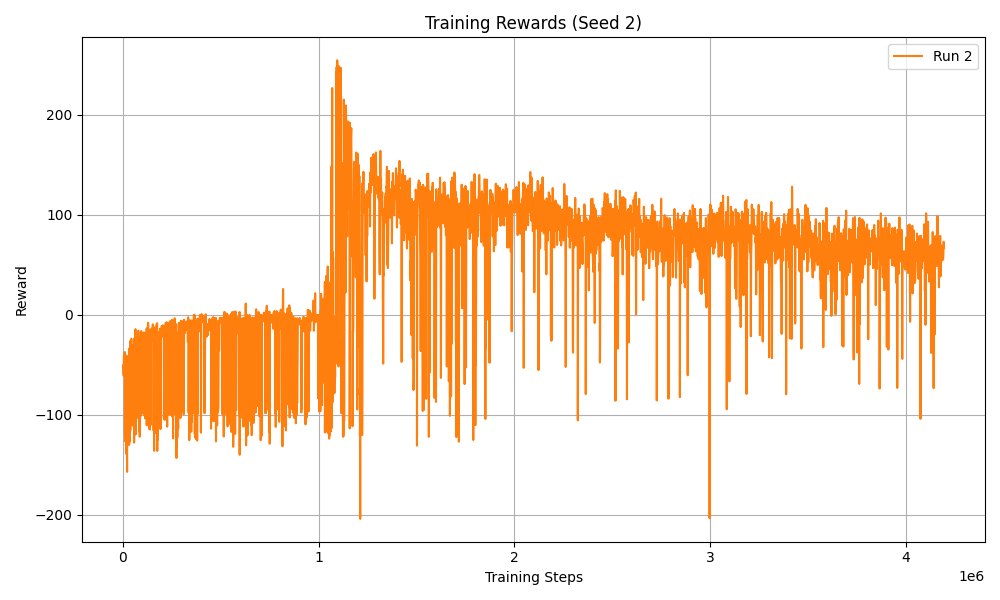 Training Rewards (Seed 2)
Run 2
200
100
0
−100
−200
Reward
0 1 2 3 4
1e6
Training Steps